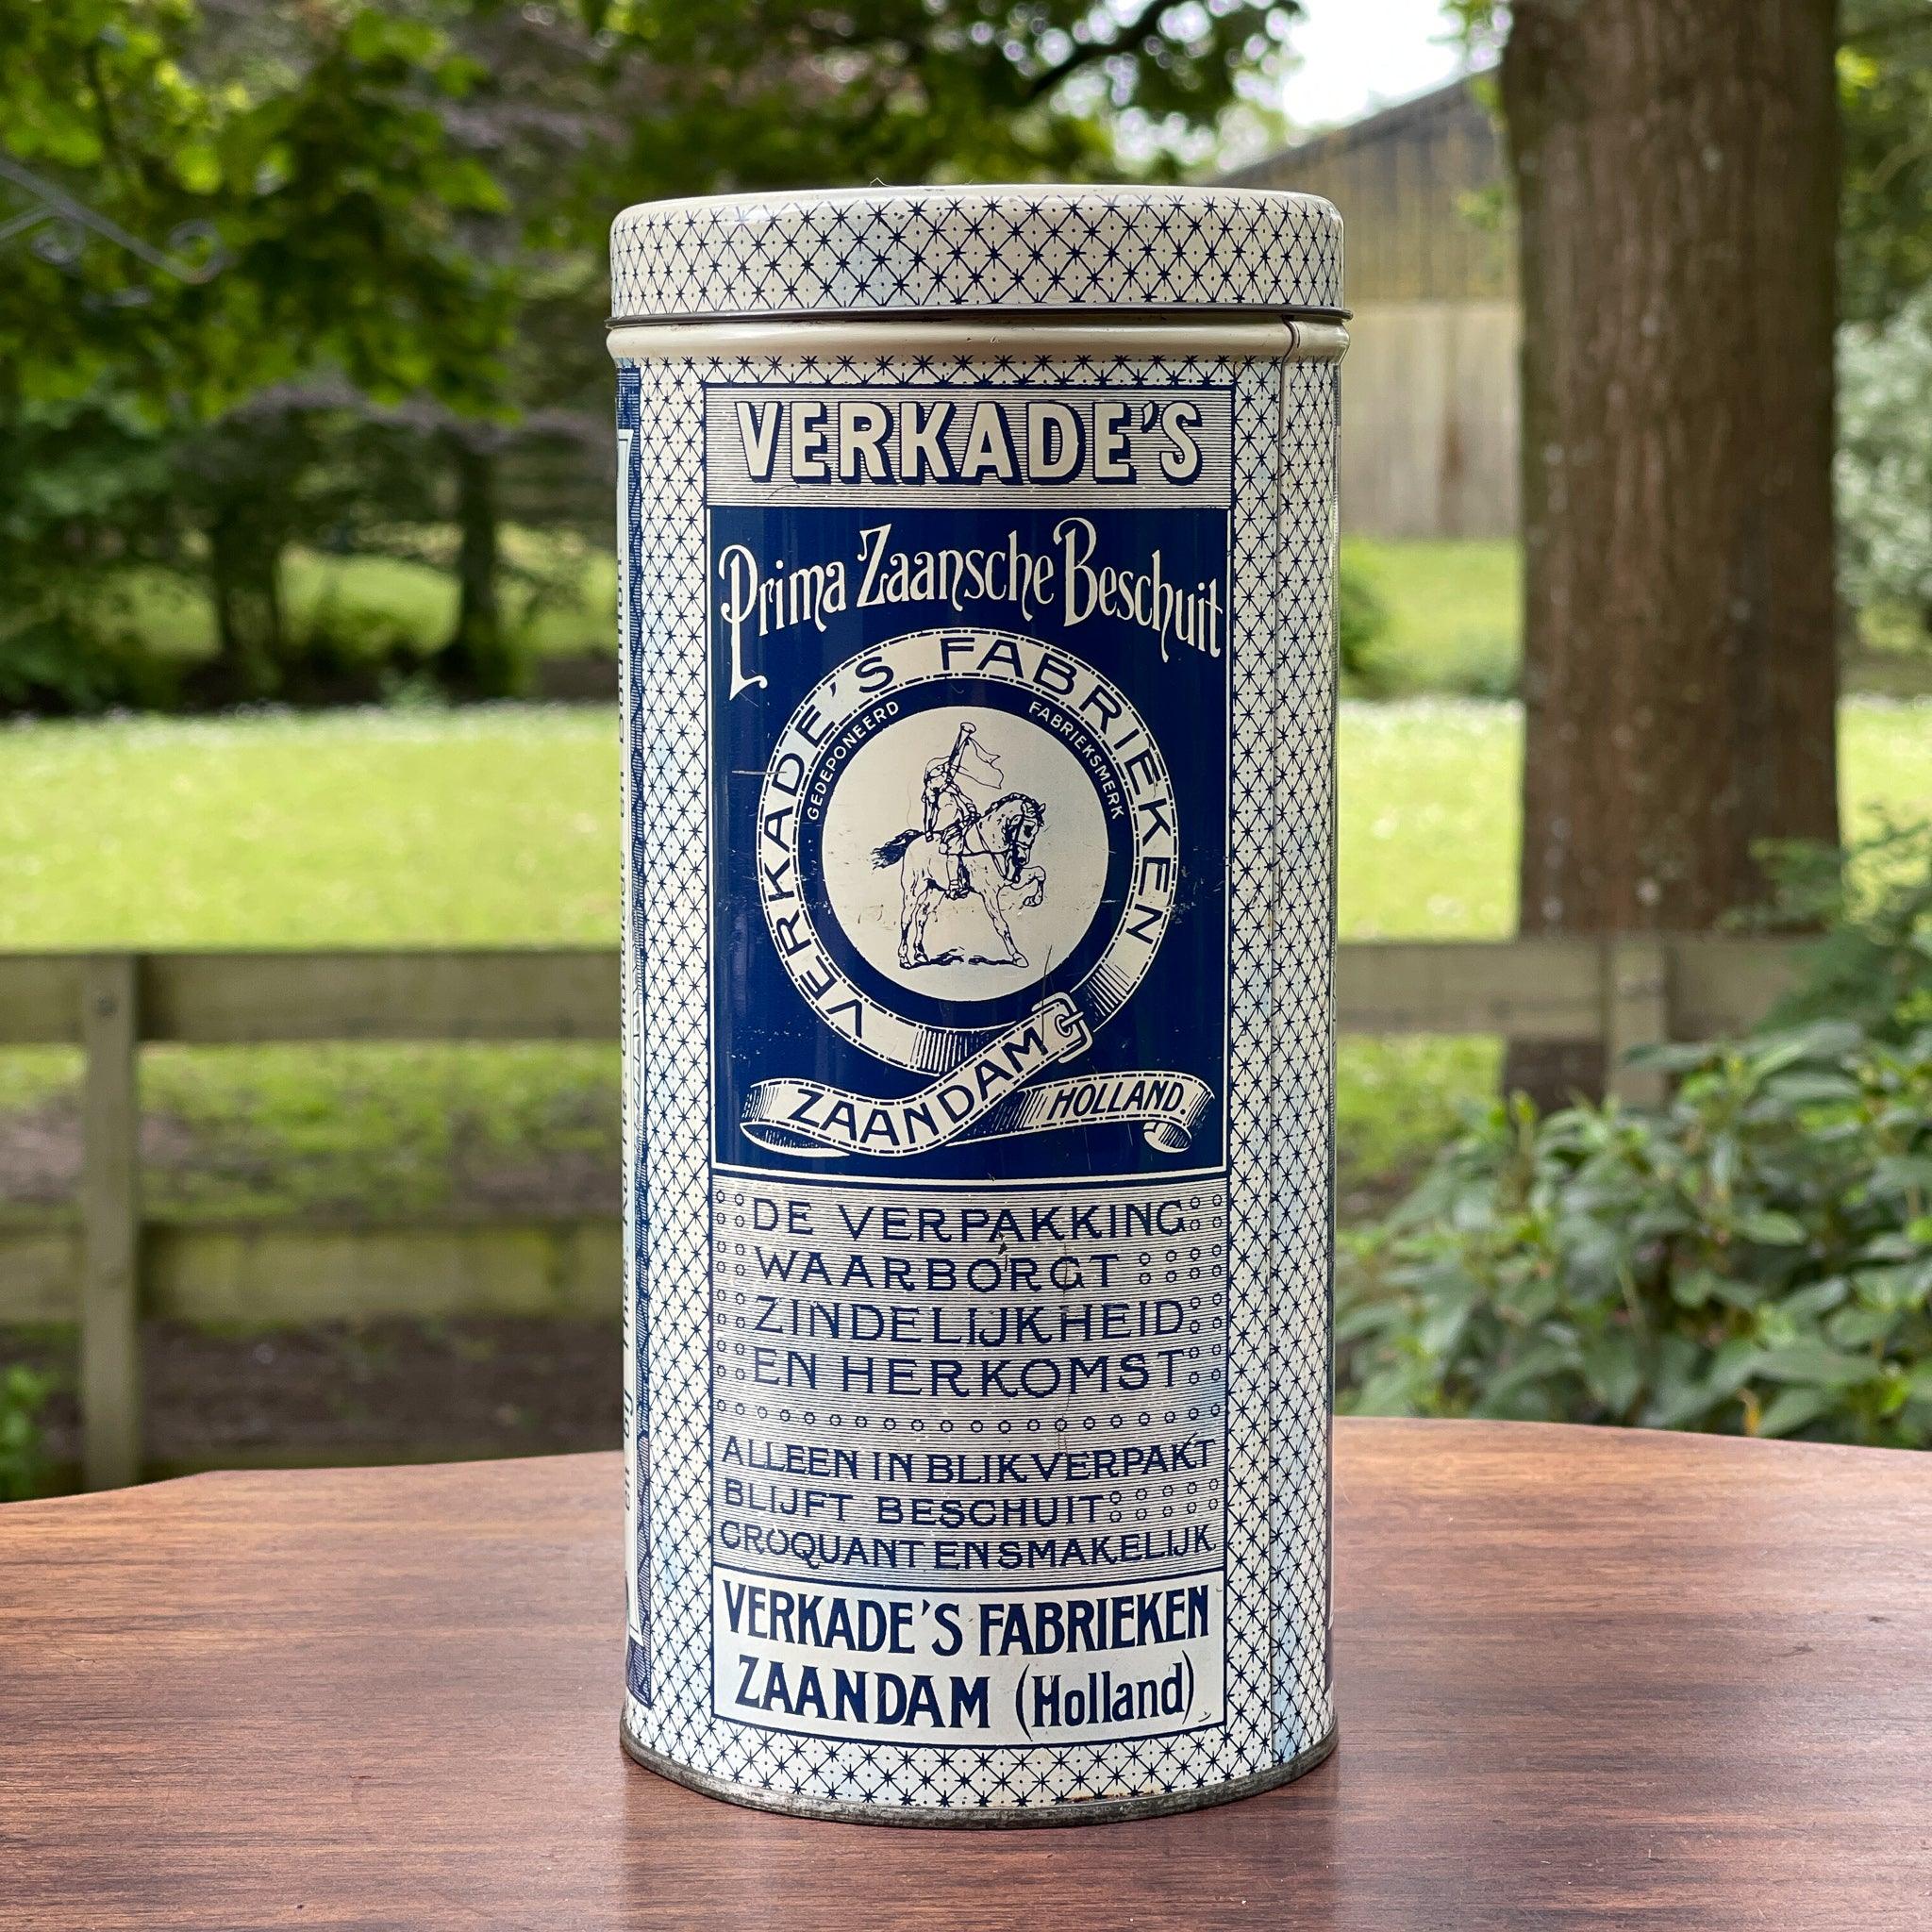 VERKADE'S
Prima Zaansche Beschuit
VERKADE'S FABRIEKEN
GEDEPONEERD FABRIEKSMERK
ZAANDAM HOLLAND.
DE VERPAKKING
WAARBORGT
ZINDELIJKHEID
EN HERKOMST
ALLEEN IN BLIK VERPAKT
BLIJFT BESCHUIT
CROQUANT EN SMAKELIJK
VERKADE'S FABRIEKEN
ZAANDAM (Holland)